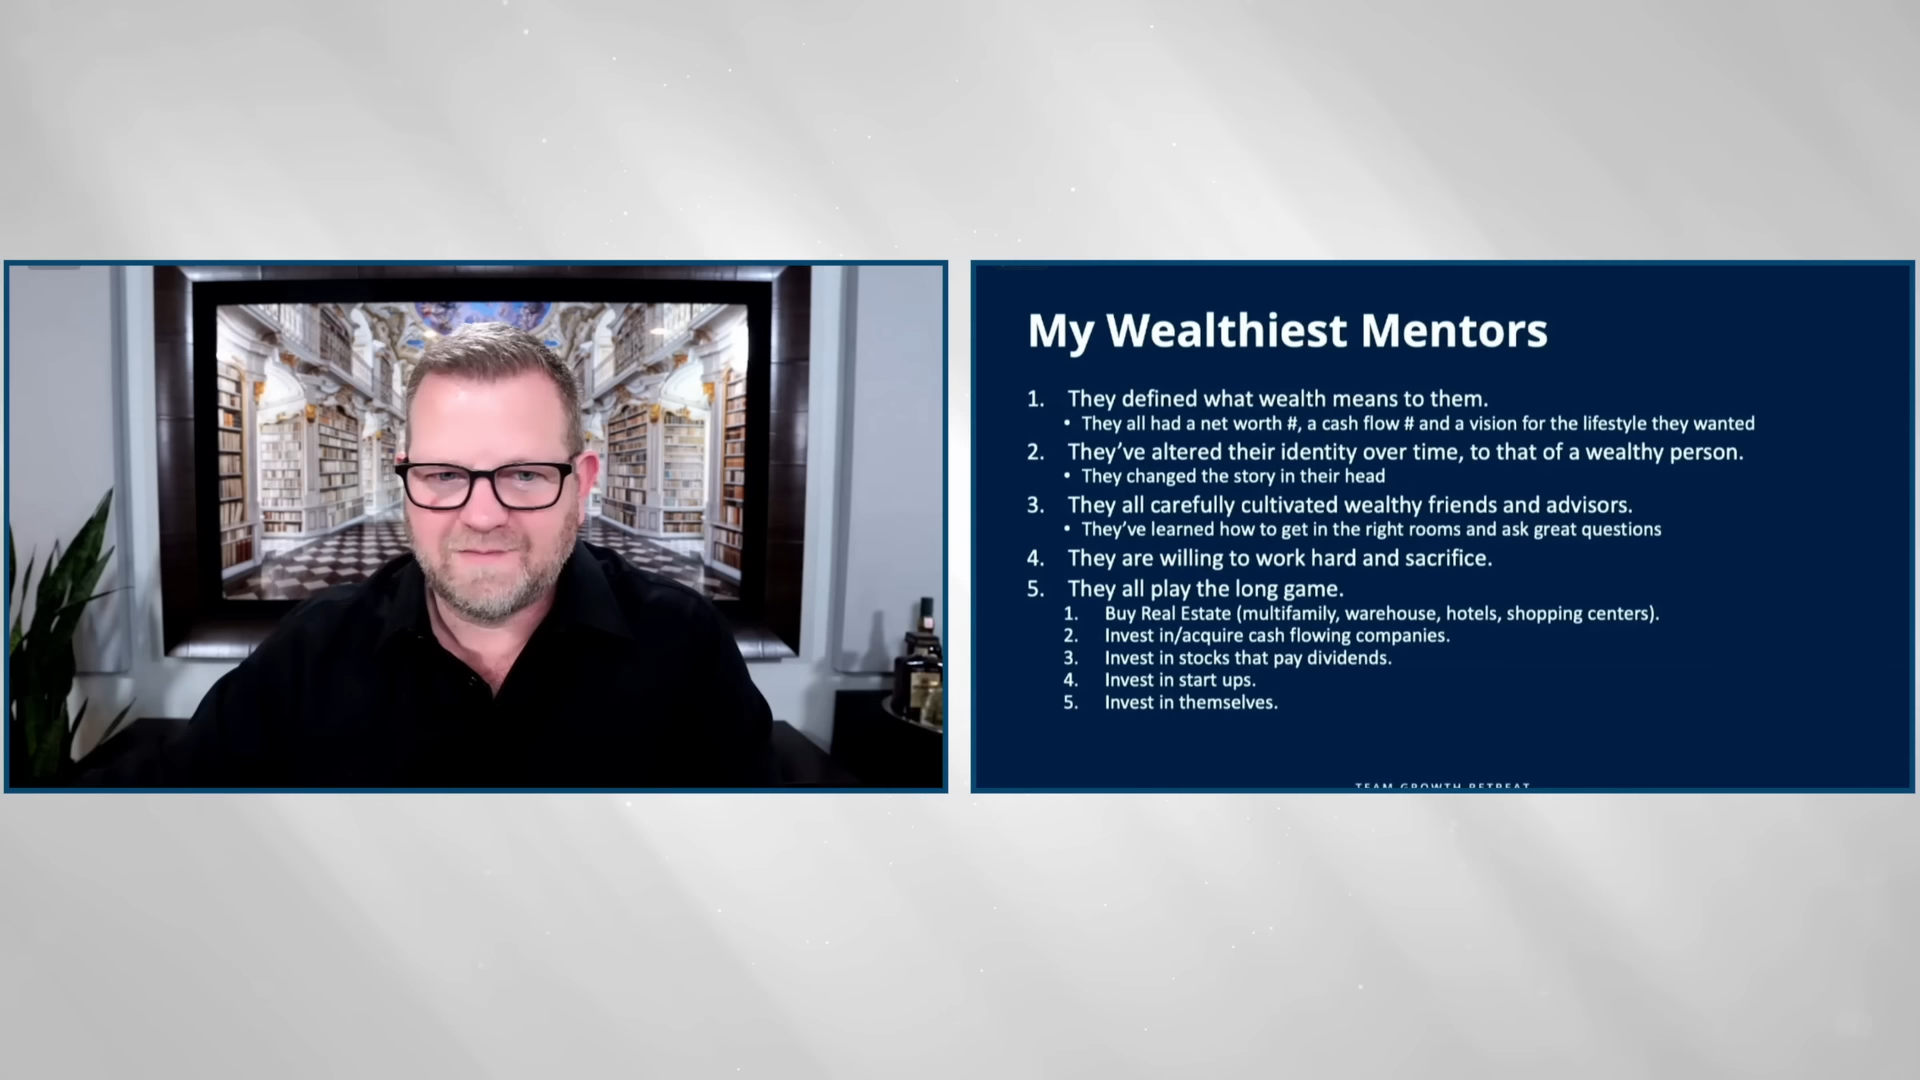 My Wealthiest Mentors
1. They defined what wealth means to them.
• They all had a net worth #, a cash flow # and a vision for the lifestyle they wanted
2. They’ve altered their identity over time, to that of a wealthy person.
• They changed the story in their head
3. They all carefully cultivated wealthy friends and advisors.
• They’ve learned how to get in the right rooms and ask great questions
4. They are willing to work hard and sacrifice.
5. They all play the long game.
1. Buy Real Estate (multifamily, warehouse, hotels, shopping centers).
2. Invest in/acquire cash flowing companies.
3. Invest in stocks that pay dividends.
4. Invest in start ups.
5. Invest in themselves.
TEAM GROWTH RETREAT